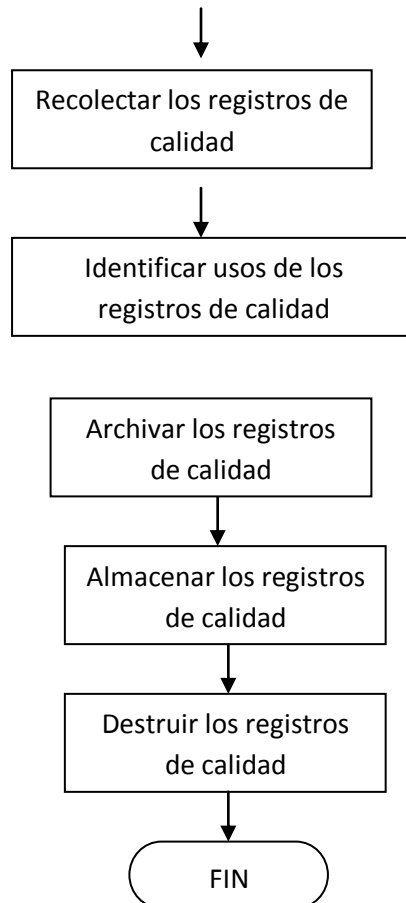 Recolectar los registros de
calidad
Identificar usos de los
registros de calidad
Archivar los registros
de calidad
Almacenar los registros
de calidad
Destruir los registros
de calidad
FIN